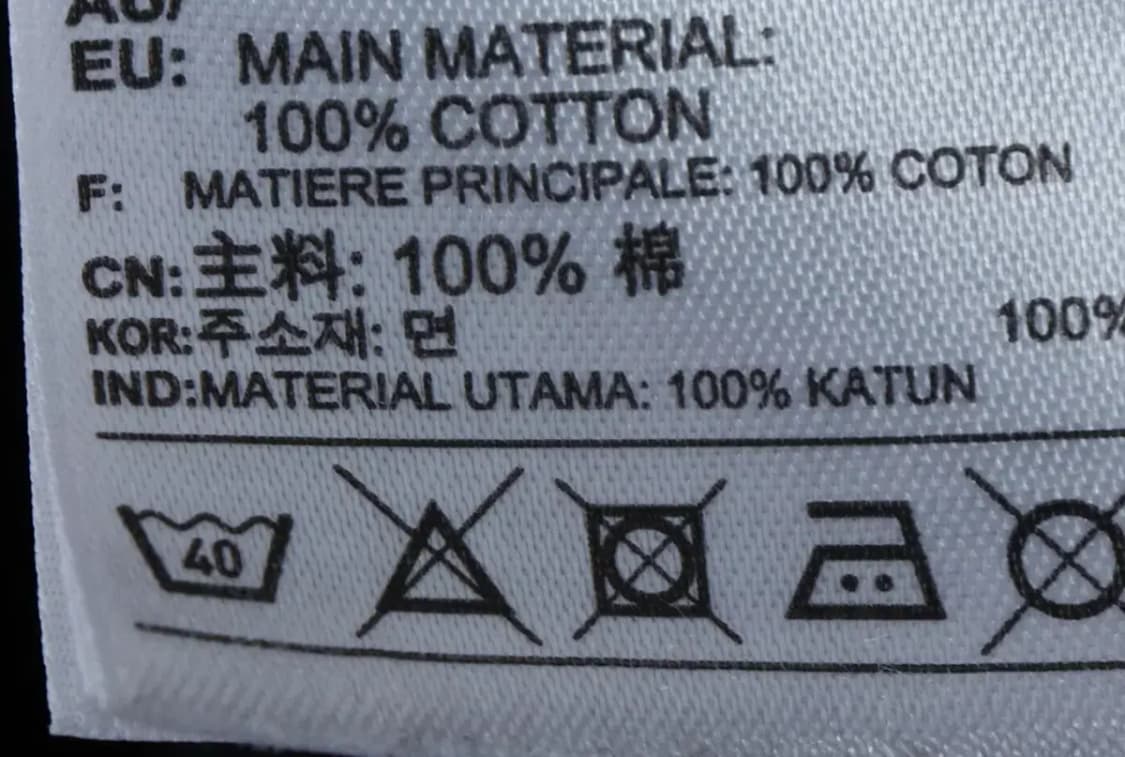 EU: MAIN MATERIAL:
100% COTTON
F: MATIERE PRINCIPALE: 100% COTON
CN: 主料: 100% 棉
KOR: 주소재: 면 100%
IND: MATERIAL UTAMA: 100% KATUN
40